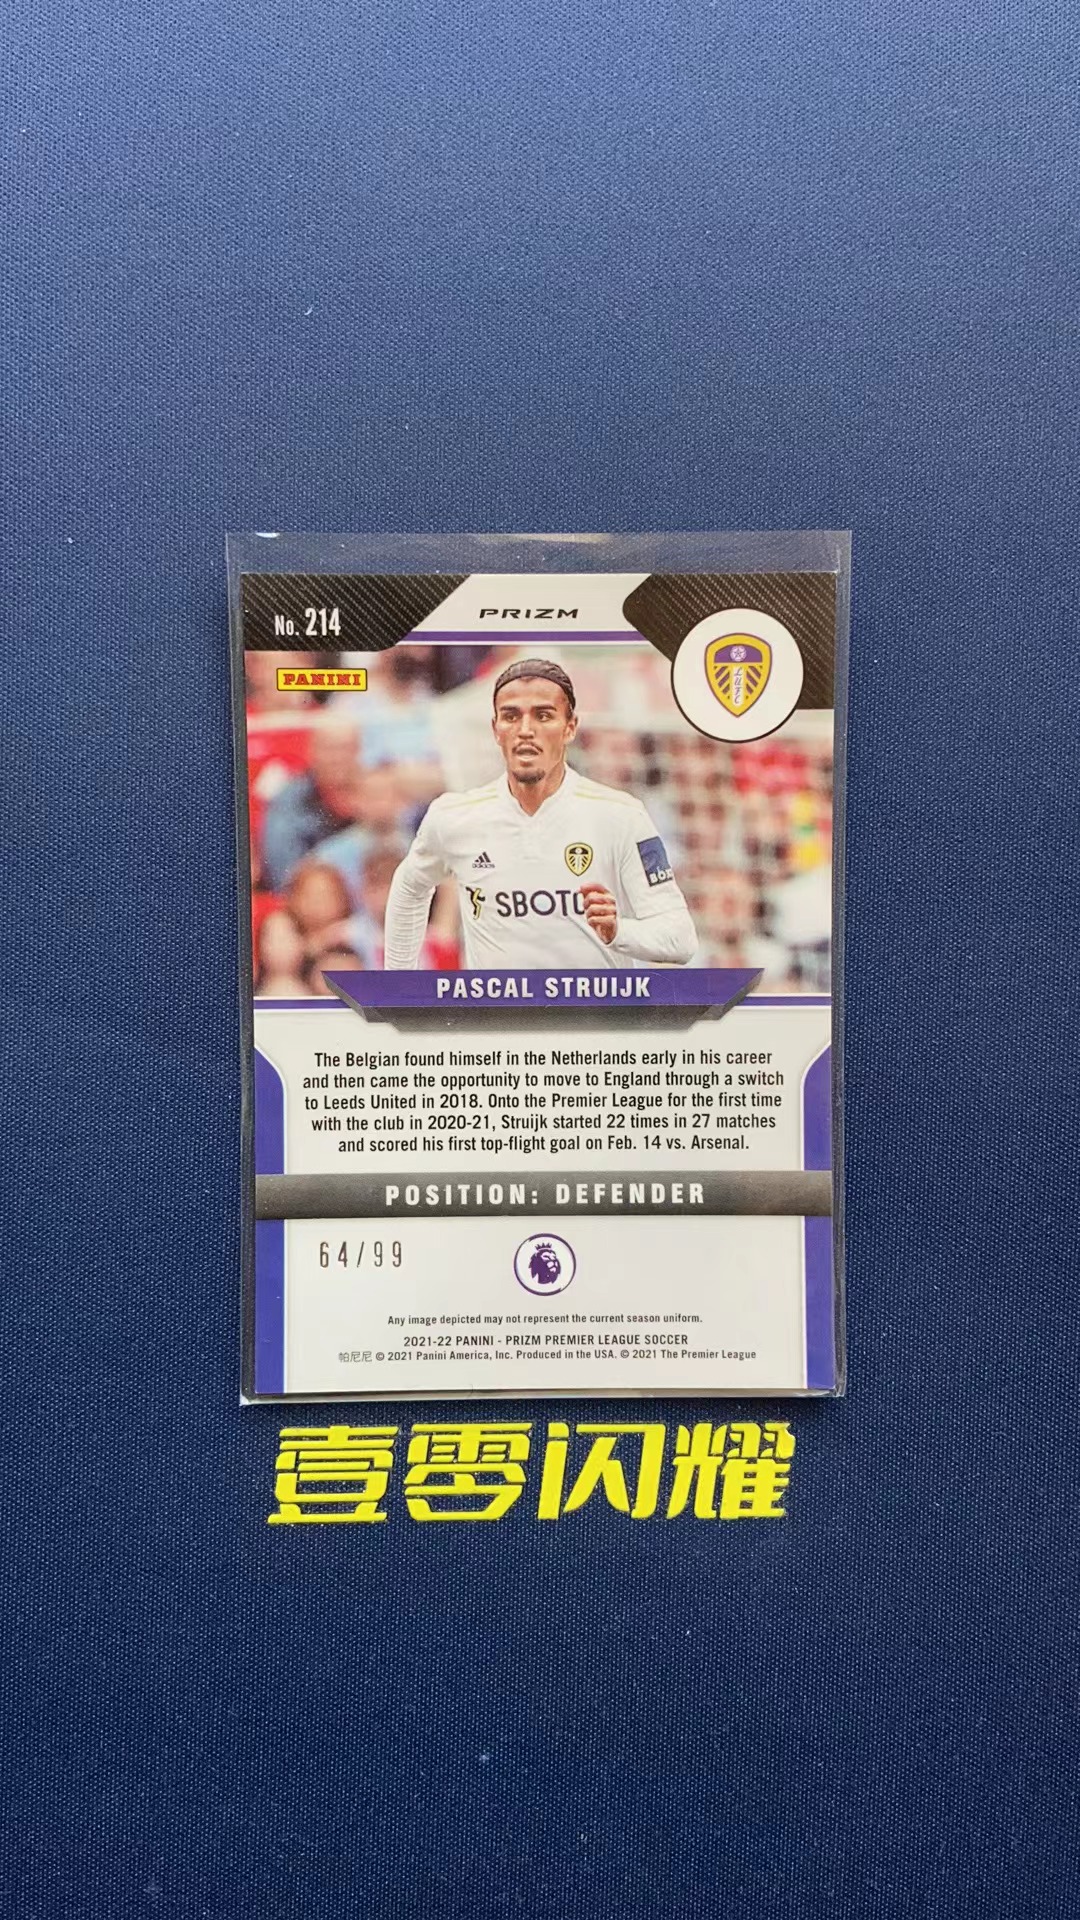 No. 214
PRIZM
PANINI
LUFC
adidas
SBOTO
PASCAL STRUIJK
The Belgian found himself in the Netherlands early in his career
and then came the opportunity to move to England through a switch
to Leeds United in 2018. Onto the Premier League for the first time
with the club in 2020-21, Struijk started 22 times in 27 matches
and scored his first top-flight goal on Feb. 14 vs. Arsenal.
POSITION: DEFENDER
64/99
Any image depicted may not represent the current season uniform.
2021-22 PANINI - PRIZM PREMIER LEAGUE SOCCER
帕尼尼 © 2021 Panini America, Inc. Produced in the USA. © 2021 The Premier League
壹零闪耀